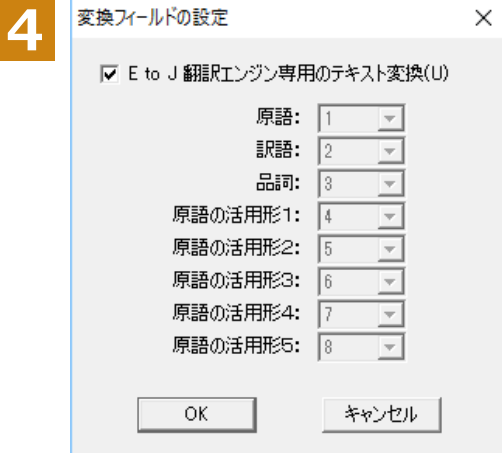 4
変換フィールドの設定
E to J 翻訳エンジン専用のテキスト変換(U)
原語: 1
訳語: 2
品詞: 3
原語の活用形1: 4
原語の活用形2: 5
原語の活用形3: 6
原語の活用形4: 7
原語の活用形5: 8
OK キャンセル